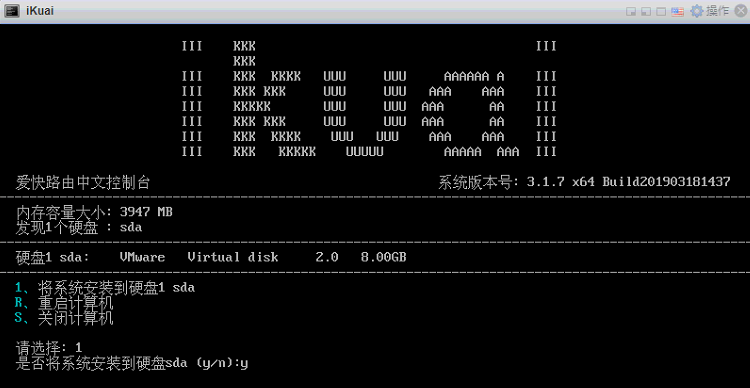 iKuai
操作
III KKK III
KKK
III KKK KKKK UUU UUU AAAAAA A III
III KKK KKK UUU UUU AAA AAA III
III KKKKK UUU UUU AAA AA III
III KKK KKK UUU UUU AAA AA III
III KKK KKKK UUU UUU AAA AAA III
III KKK KKKKK UUUUU AAAAA AAA III
爱快路由中文控制台 系统版本号: 3.1.7 x64 Build201903181437
内存容量大小: 3947 MB
发现1个硬盘 : sda
硬盘1 sda: VMware Virtual disk 2.0 8.00GB
1、将系统安装到硬盘1 sda
R、重启计算机
S、关闭计算机
请选择: 1
是否将系统安装到硬盘sda (y/n):y